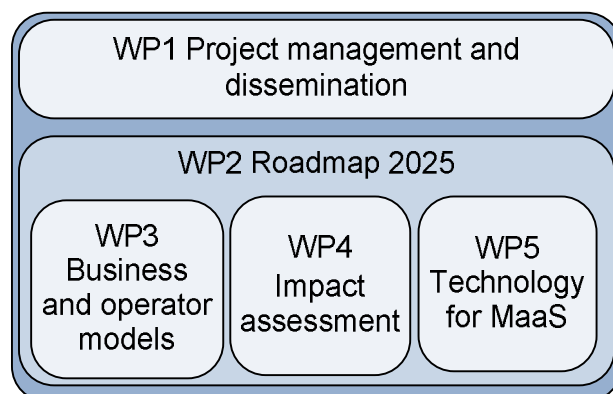 WP1 Project management and
dissemination
WP2 Roadmap 2025
WP3
Business
and operator
models
WP4
Impact
assessment
WP5
Technology
for MaaS